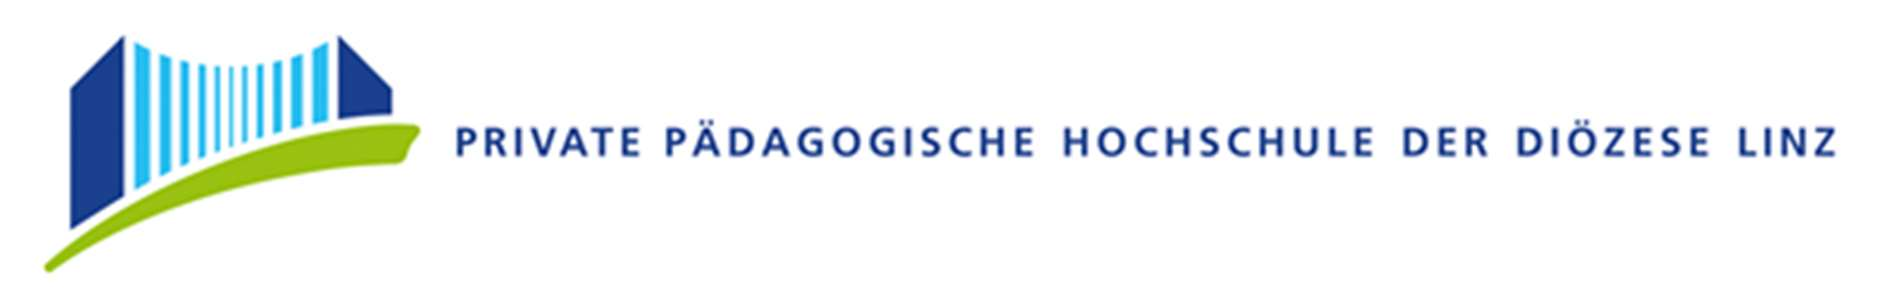 PRIVATE PÄDAGOGISCHE HOCHSCHULE DER DIÖZESE LINZ